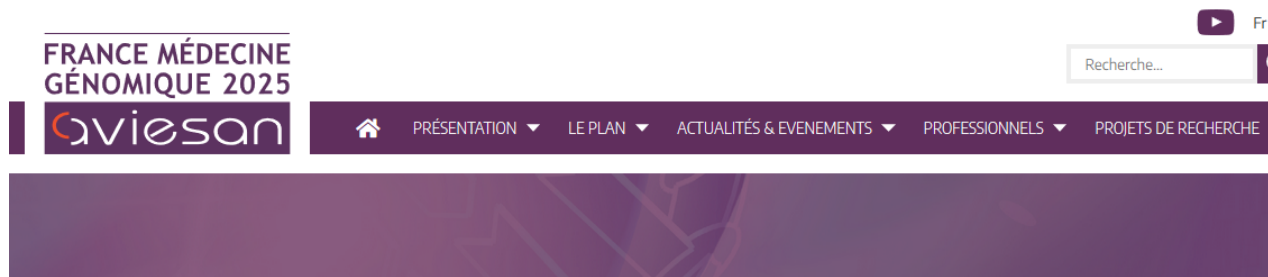 Fr
FRANCE MÉDECINE
GÉNOMIQUE 2025
Recherche...
aviesan
PRÉSENTATION LE PLAN ACTUALITÉS & EVENEMENTS PROFESSIONNELS PROJETS DE RECHERCHE